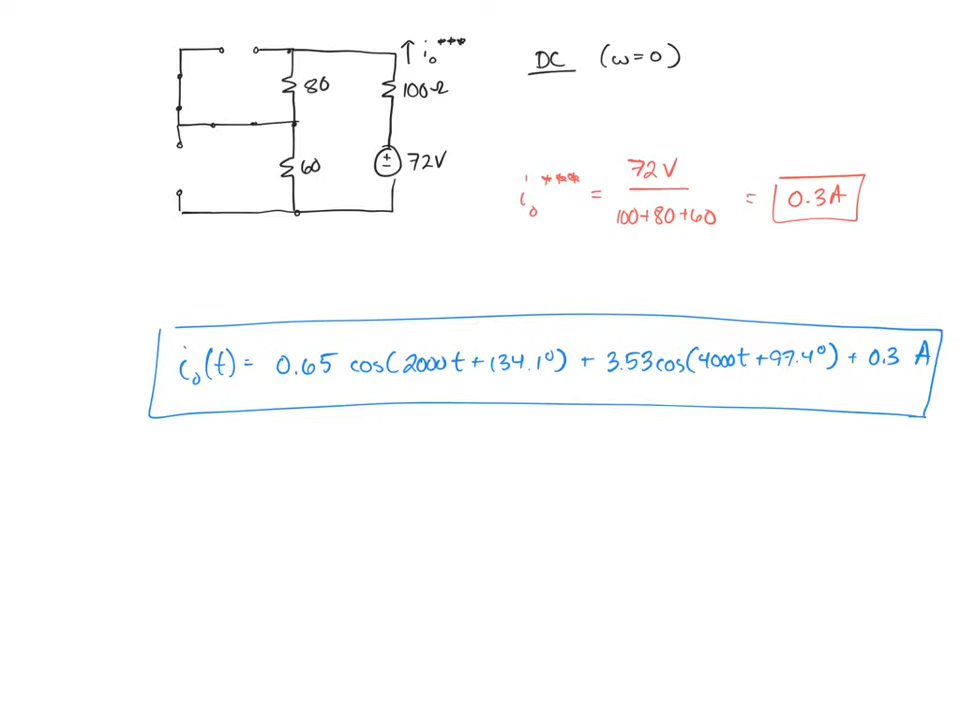 ↑ i₀***
DC (ω=0)
80
100Ω
60
+
−
72V
i₀*** = 72V / 100+80+60 = 0.3A
i₀(t) = 0.65 cos(2000t + 134.1°) + 3.53cos(4000t + 97.4°) + 0.3 A